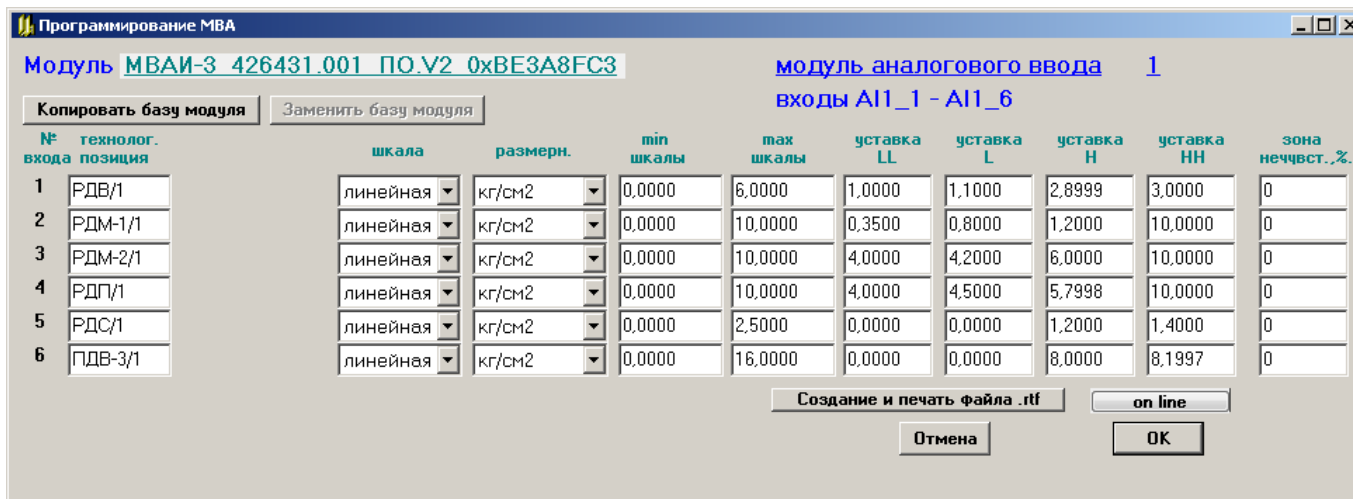 Программирование МВА
Модуль МВАИ-3 426431.001 ПО.V2 0xBE3A8FC3 модуль аналогового ввода 1
входы AI1_1 - AI1_6
Копировать базу модуля Заменить базу модуля
№ входа технолог. позиция шкала размерн. min шкалы max шкалы уставка LL уставка L уставка H уставка HH зона неччвст.,%.
1 РДВ/1 линейная кг/см2 0,0000 6,0000 1,0000 1,1000 2,8999 3,0000 0
2 РДМ-1/1 линейная кг/см2 0,0000 10,0000 0,3500 0,8000 1,2000 10,0000 0
3 РДМ-2/1 линейная кг/см2 0,0000 10,0000 4,0000 4,2000 6,0000 10,0000 0
4 РДП/1 линейная кг/см2 0,0000 10,0000 4,0000 4,5000 5,7998 10,0000 0
5 РДС/1 линейная кг/см2 0,0000 2,5000 0,0000 0,0000 1,2000 1,4000 0
6 ПДВ-3/1 линейная кг/см2 0,0000 16,0000 0,0000 0,0000 8,0000 8,1997 0
Создание и печать файла .rtf on line
Отмена OK